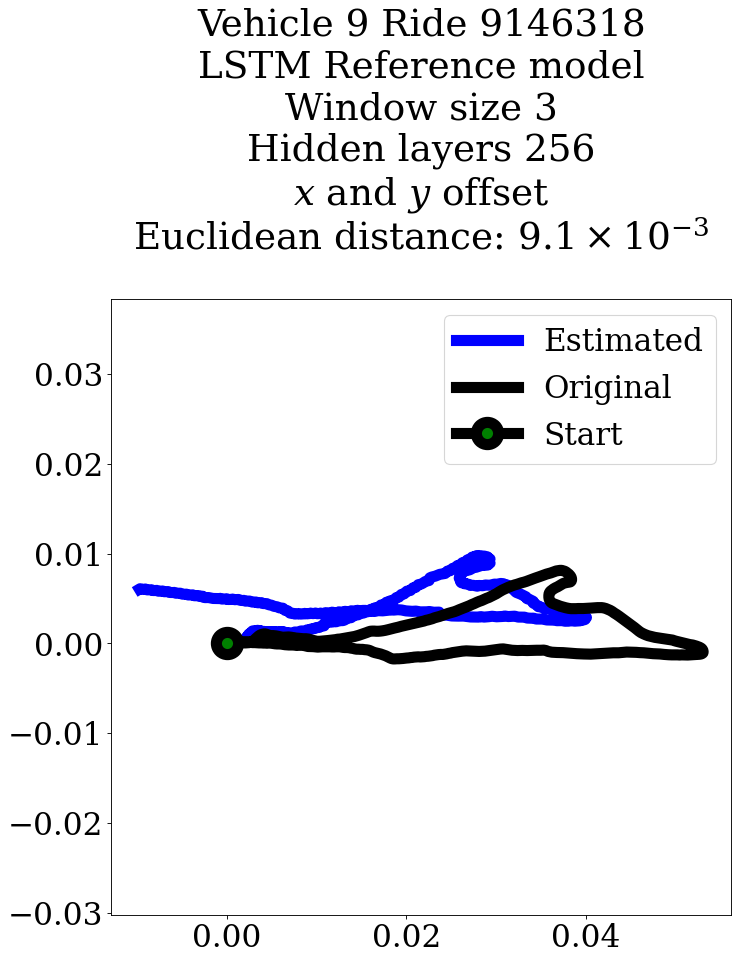 Vehicle 9 Ride 9146318
LSTM Reference model
Window size 3
Hidden layers 256
x and y offset
Euclidean distance: 9.1 × 10⁻³
Estimated
Original
Start
0.03
0.02
0.01
0.00
−0.01
−0.02
−0.03
0.00 0.02 0.04